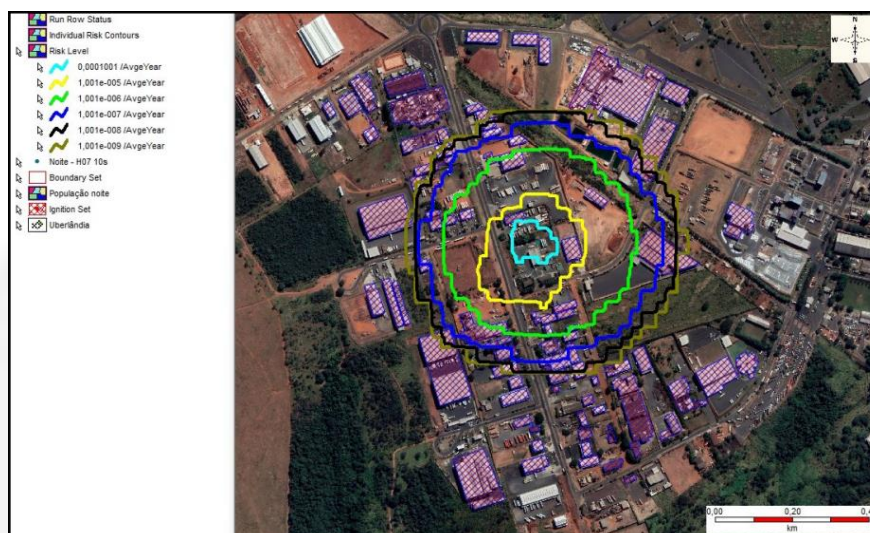 Run Row Status
Individual Risk Contours
Risk Level
0,0001001 /AvgeYear
1,001e-005 /AvgeYear
1,001e-006 /AvgeYear
1,001e-007 /AvgeYear
1,001e-008 /AvgeYear
1,001e-009 /AvgeYear
Noite - H07 10s
Boundary Set
População noite
Ignition Set
Uberlândia
N
W
E
S
0,00 0,20 0,4
km